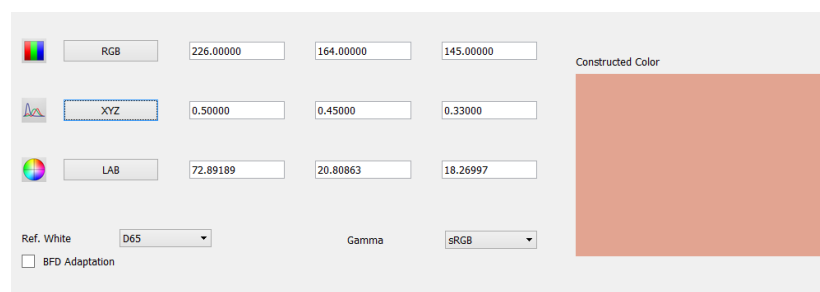 RGB 226.00000 164.00000 145.00000
Constructed Color
XYZ 0.50000 0.45000 0.33000
LAB 72.89189 20.80863 18.26997
Ref. White D65 Gamma sRGB
BFD Adaptation